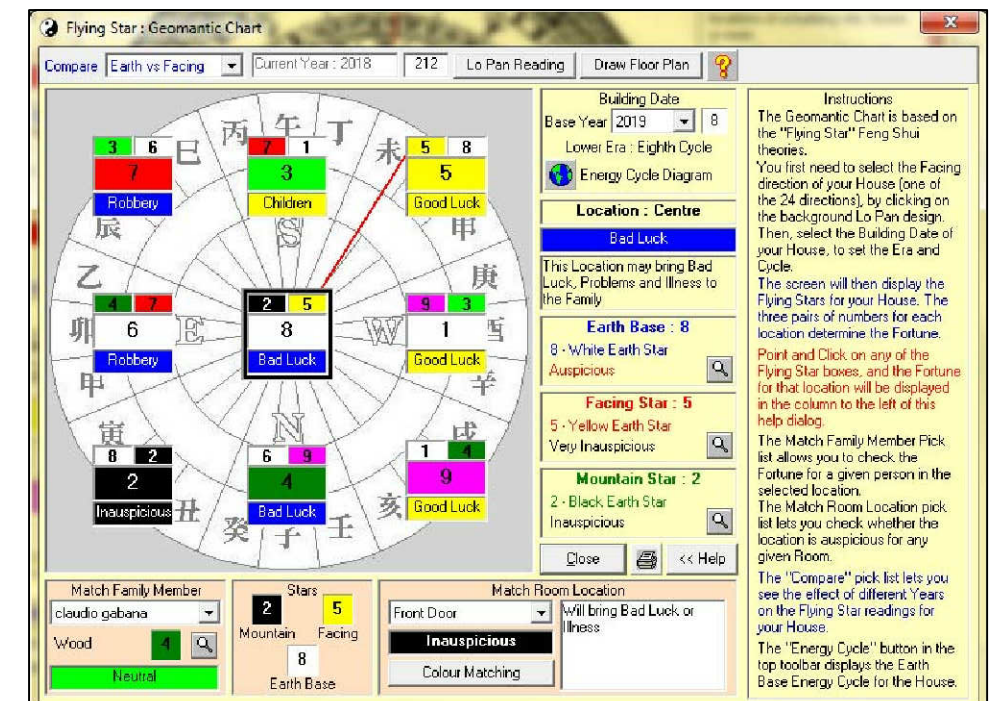 Flying Star : Geomantic Chart
Compare Earth vs Facing Current Year : 2018 212 Lo Pan Reading Draw Floor Plan ?
丙 午 丁
巳 未
3 6
7
Robbery
7 1
3
Children
5 8
5
Good Luck
辰 S 申
乙 庚
4 7
6
Robbery
2 5
8
Bad Luck
9 3
1
Good Luck
卯 E W 酉
甲 辛
寅 N 戌
8 2
2
Inauspicious
6 9
4
Bad Luck
1 4
9
Good Luck
丑 亥
癸 子 壬
Building Date
Base Year 2019 8
Lower Era : Eighth Cycle
Energy Cycle Diagram
Location : Centre
Bad Luck
This Location may bring Bad
Luck, Problems and Illness to
the Family
Earth Base : 8
8 - White Earth Star
Auspicious
Facing Star : 5
5 - Yellow Earth Star
Very Inauspicious
Mountain Star : 2
2 - Black Earth Star
Inauspicious
Close << Help
Instructions
The Geomantic Chart is based on
the "Flying Star" Feng Shui
theories.
You first need to select the Facing
direction of your House (one of
the 24 directions), by clicking on
the background Lo Pan design.
Then, select the Building Date of
your House, to set the Era and
Cycle.
The screen will then display the
Flying Stars for your House. The
three pairs of numbers for each
location determine the Fortune.
Point and Click on any of the
Flying Star boxes, and the Fortune
for that location will be displayed
in the column to the left of this
help dialog.
The Match Family Member Pick
list allows you to check the
Fortune for a given person in the
selected location.
The Match Room Location pick
list lets you check whether the
location is auspicious for any
given Room.
The "Compare" pick list lets you
see the effect of different Years
on the Flying Star readings for
your House.
The "Energy Cycle" button in the
top toolbar displays the Earth
Base Energy Cycle for the House.
Match Family Member
claudio gabana
Wood 4
Neutral
Stars
2 5
Mountain Facing
8
Earth Base
Match Room Location
Front Door
Inauspicious
Colour Matching
Will bring Bad Luck or
Illness